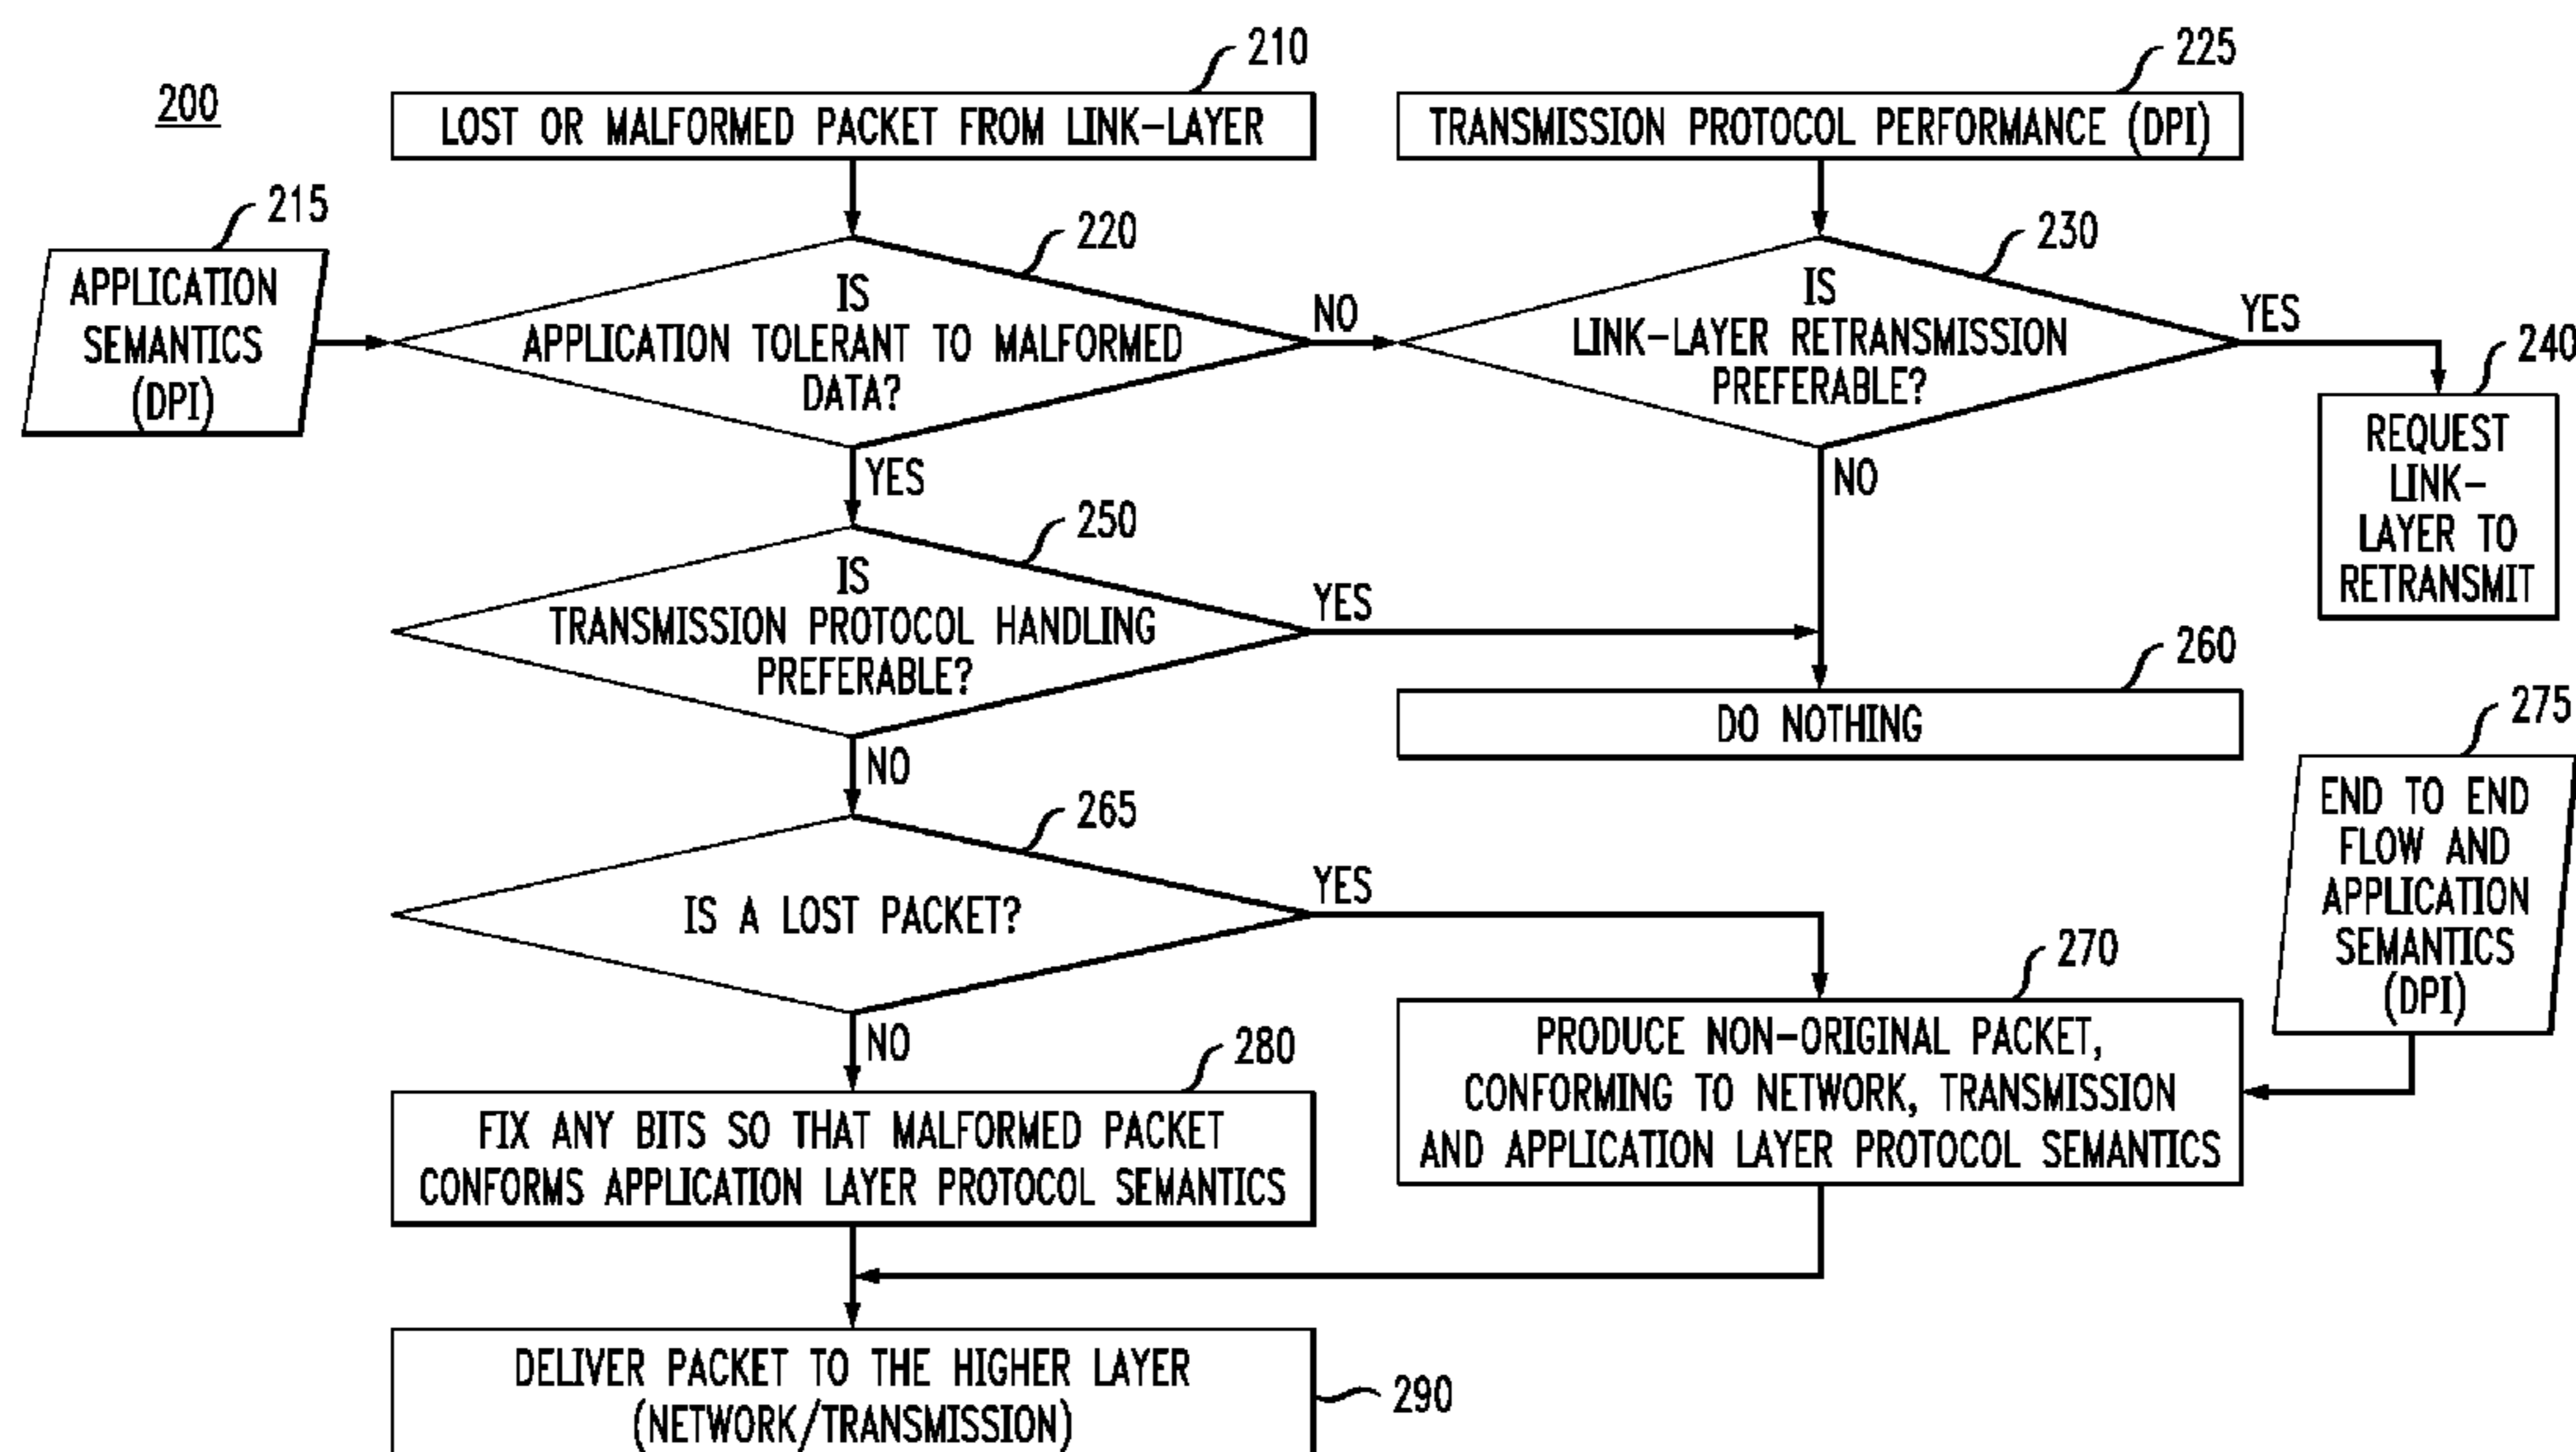 200
210
LOST OR MALFORMED PACKET FROM LINK-LAYER
225
TRANSMISSION PROTOCOL PERFORMANCE (DPI)
215
APPLICATION
SEMANTICS
(DPI)
220
IS
APPLICATION TOLERANT TO MALFORMED
DATA?
NO
YES
230
IS
LINK-LAYER RETRANSMISSION
PREFERABLE?
YES
NO
240
REQUEST
LINK-
LAYER TO
RETRANSMIT
250
IS
TRANSMISSION PROTOCOL HANDLING
PREFERABLE?
YES
NO
260
DO NOTHING
265
IS A LOST PACKET?
YES
NO
275
END TO END
FLOW AND
APPLICATION
SEMANTICS
(DPI)
270
PRODUCE NON-ORIGINAL PACKET,
CONFORMING TO NETWORK, TRANSMISSION
AND APPLICATION LAYER PROTOCOL SEMANTICS
280
FIX ANY BITS SO THAT MALFORMED PACKET
CONFORMS APPLICATION LAYER PROTOCOL SEMANTICS
DELIVER PACKET TO THE HIGHER LAYER
(NETWORK/TRANSMISSION)
290